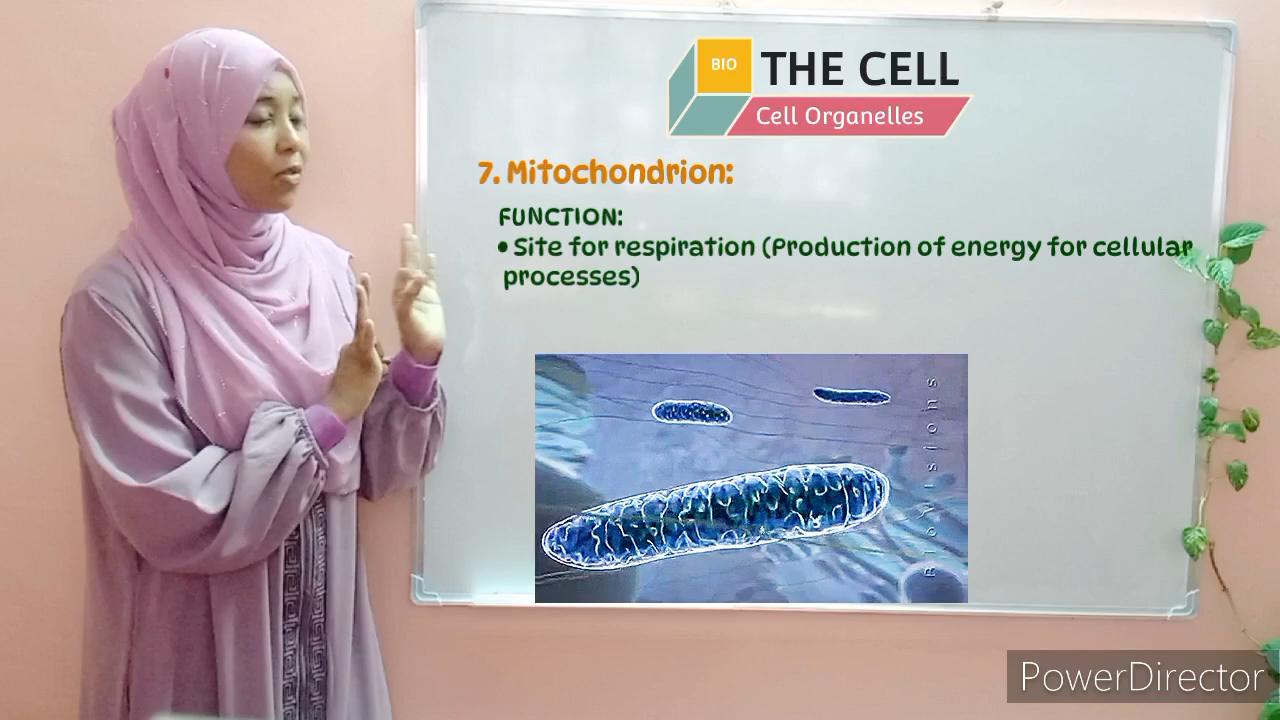 BIO
THE CELL
Cell Organelles
7. Mitochondrion:
FUNCTION:
• Site for respiration (Production of energy for cellular
processes)
BioVisions
PowerDirector